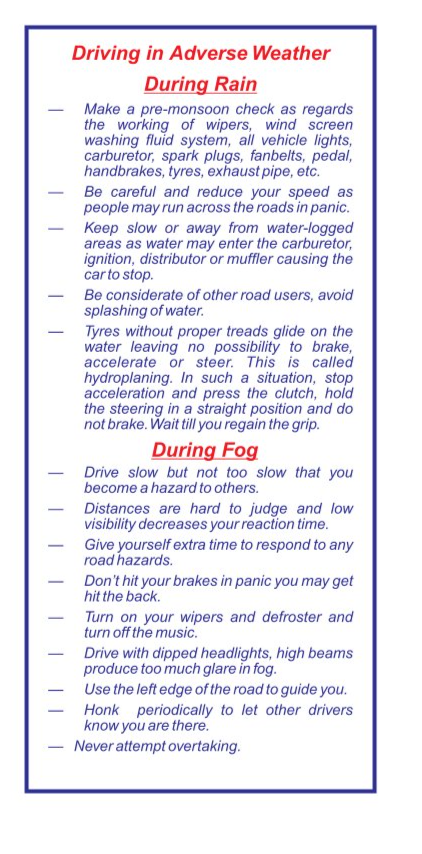 Driving in Adverse Weather
During Rain
— Make a pre-monsoon check as regards
the working of wipers, wind screen
washing fluid system, all vehicle lights,
carburetor, spark plugs, fanbelts, pedal,
handbrakes, tyres, exhaust pipe, etc.
— Be careful and reduce your speed as
people may run across the roads in panic.
— Keep slow or away from water-logged
areas as water may enter the carburetor,
ignition, distributor or muffler causing the
car to stop.
— Be considerate of other road users, avoid
splashing of water.
— Tyres without proper treads glide on the
water leaving no possibility to brake,
accelerate or steer. This is called
hydroplaning. In such a situation, stop
acceleration and press the clutch, hold
the steering in a straight position and do
not brake. Wait till you regain the grip.
During Fog
— Drive slow but not too slow that you
become a hazard to others.
— Distances are hard to judge and low
visibility decreases your reaction time.
— Give yourself extra time to respond to any
road hazards.
— Don't hit your brakes in panic you may get
hit the back.
— Turn on your wipers and defroster and
turn off the music.
— Drive with dipped headlights, high beams
produce too much glare in fog.
— Use the left edge of the road to guide you.
— Honk periodically to let other drivers
know you are there.
— Never attempt overtaking.